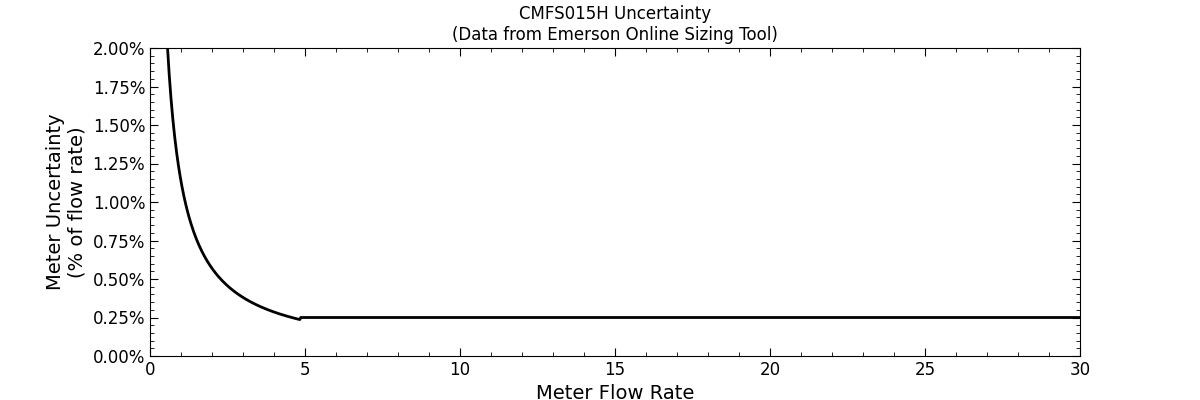 CMFS015H Uncertainty
(Data from Emerson Online Sizing Tool)
Meter Uncertainty
(% of flow rate)
2.00%
1.75%
1.50%
1.25%
1.00%
0.75%
0.50%
0.25%
0.00%
0 5 10 15 20 25 30
Meter Flow Rate